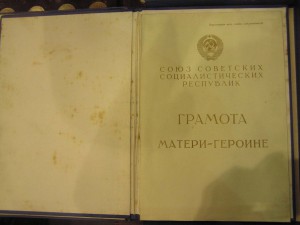 СОЮЗ СОВЕТСКИХ
СОЦИАЛИСТИЧЕСКИХ
РЕСПУБЛИК
ГРАМОТА
МАТЕРИ-ГЕРОИНЕ